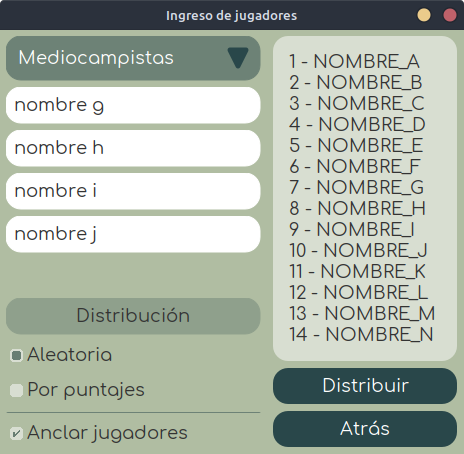 Ingreso de jugadores
Mediocampistas
nombre g
nombre h
nombre i
nombre j
Distribución
Aleatoria
Por puntajes
Anclar jugadores
1 - NOMBRE_A
2 - NOMBRE_B
3 - NOMBRE_C
4 - NOMBRE_D
5 - NOMBRE_E
6 - NOMBRE_F
7 - NOMBRE_G
8 - NOMBRE_H
9 - NOMBRE_I
10 - NOMBRE_J
11 - NOMBRE_K
12 - NOMBRE_L
13 - NOMBRE_M
14 - NOMBRE_N
Distribuir
Atrás